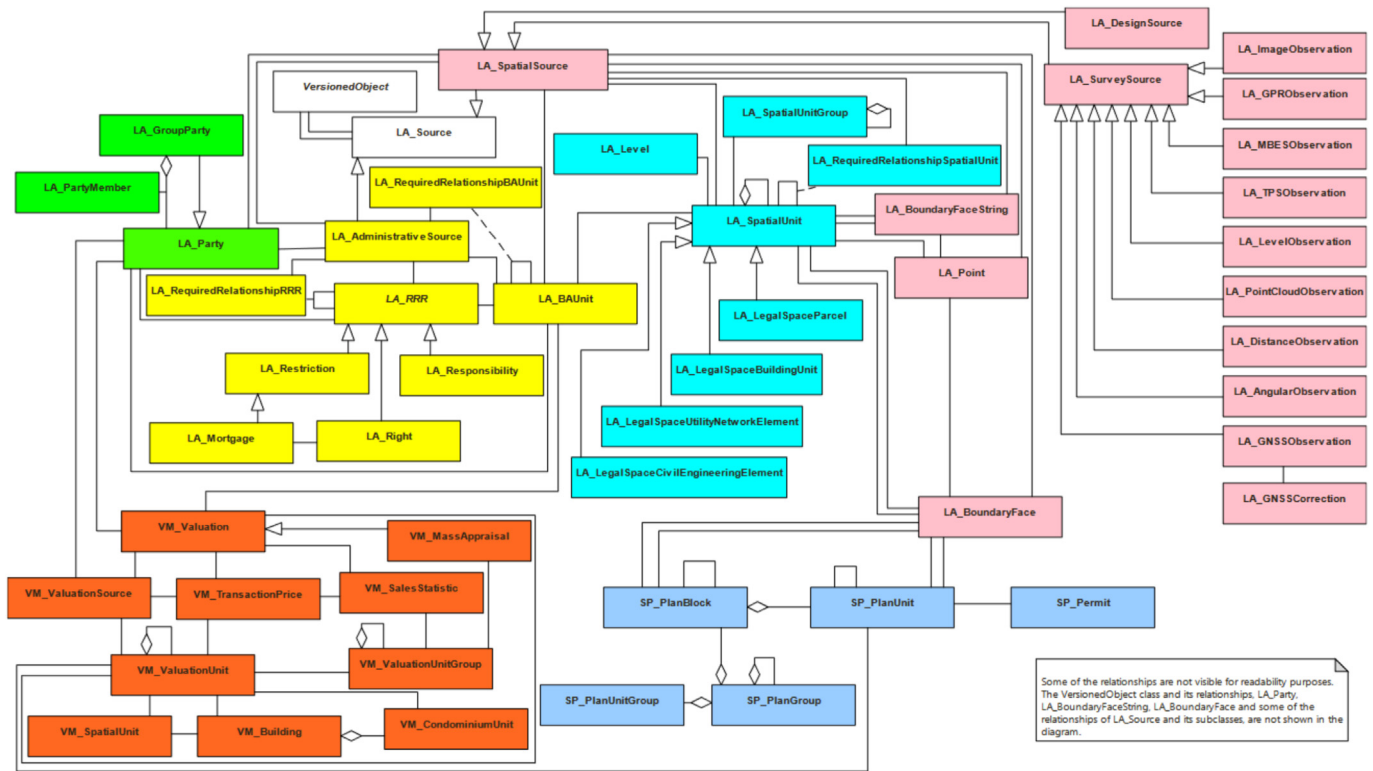 LA_DesignSource
LA_SpatialSource
LA_ImageObservation
LA_SurveySource
VersionedObject
LA_GPRObservation
LA_SpatialUnitGroup
LA_GroupParty
LA_Source
LA_Level
LA_MBESObservation
LA_RequiredRelationshipSpatialUnit
LA_PartyMember
LA_RequiredRelationshipBAUnit
LA_TPSObservation
LA_BoundaryFaceString
LA_SpatialUnit
LA_Party
LA_AdministrativeSource
LA_LevelObservation
LA_Point
LA_RequiredRelationshipRRR
LA_RRR
LA_BAUnit
LA_PointCloudObservation
LA_LegalSpaceParcel
LA_DistanceObservation
LA_Restriction
LA_Responsibility
LA_LegalSpaceBuildingUnit
LA_AngularObservation
LA_LegalSpaceUtilityNetworkElement
LA_Mortgage
LA_Right
LA_GNSSObservation
LA_LegalSpaceCivilEngineeringElement
LA_GNSSCorrection
LA_BoundaryFace
VM_Valuation
VM_MassAppraisal
VM_ValuationSource
VM_TransactionPrice
VM_SalesStatistic
SP_PlanBlock
SP_PlanUnit
SP_Permit
VM_ValuationUnit
VM_ValuationUnitGroup
SP_PlanUnitGroup
SP_PlanGroup
VM_SpatialUnit
VM_Building
VM_CondominiumUnit
Some of the relationships are not visible for readability purposes.
The VersionedObject class and its relationships, LA_Party,
LA_BoundaryFaceString, LA_BoundaryFace and some of the
relationships of LA_Source and its subclasses, are not shown in the
diagram.